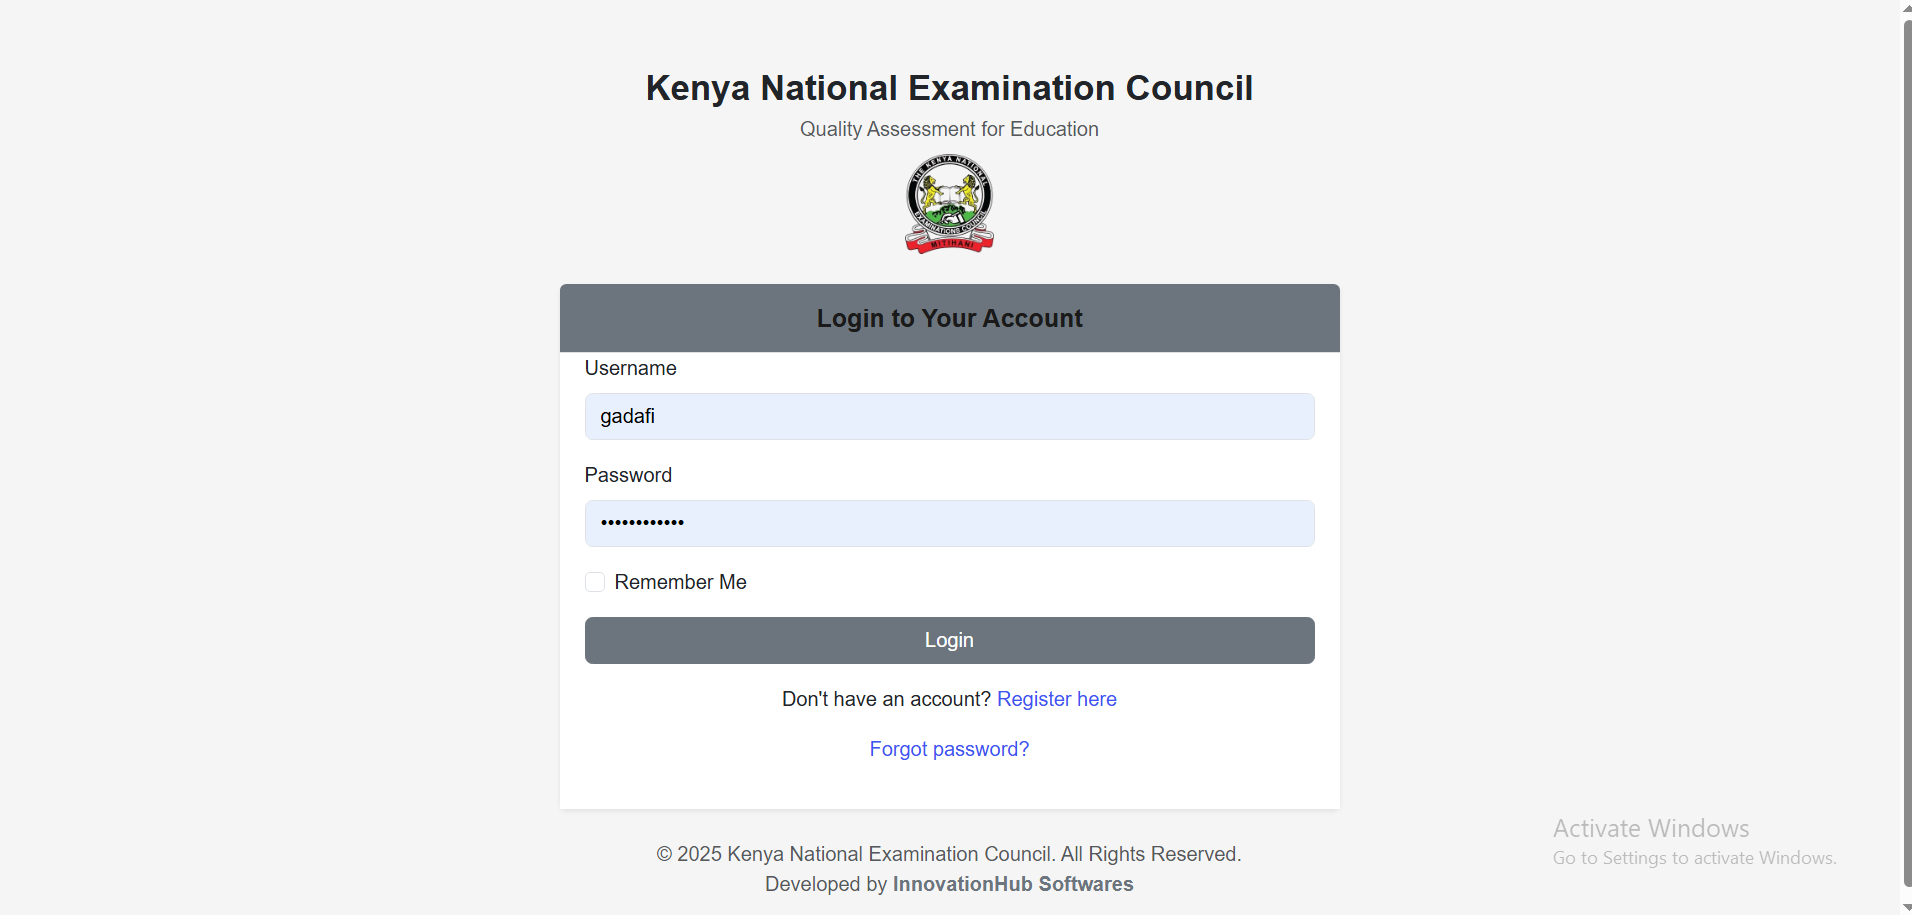 Kenya National Examination Council
Quality Assessment for Education
THE KENYA NATIONAL
EXAMINATIONS COUNCIL
MITIHANI
Login to Your Account
Username
gadafi
Password
••••••••••••
Remember Me
Login
Don't have an account? Register here
Forgot password?
Activate Windows
Go to Settings to activate Windows.
© 2025 Kenya National Examination Council. All Rights Reserved.
Developed by InnovationHub Softwares